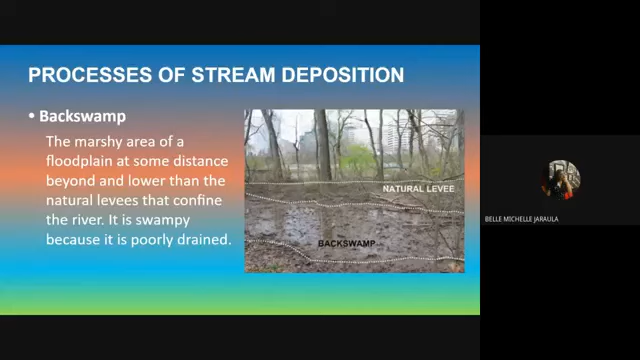 PROCESSES OF STREAM DEPOSITION
• Backswamp
The marshy area of a
floodplain at some distance
beyond and lower than the
natural levees that confine
the river. It is swampy
because it is poorly drained.
NATURAL LEVEE
BACKSWAMP
BELLE MICHELLE JARAULA